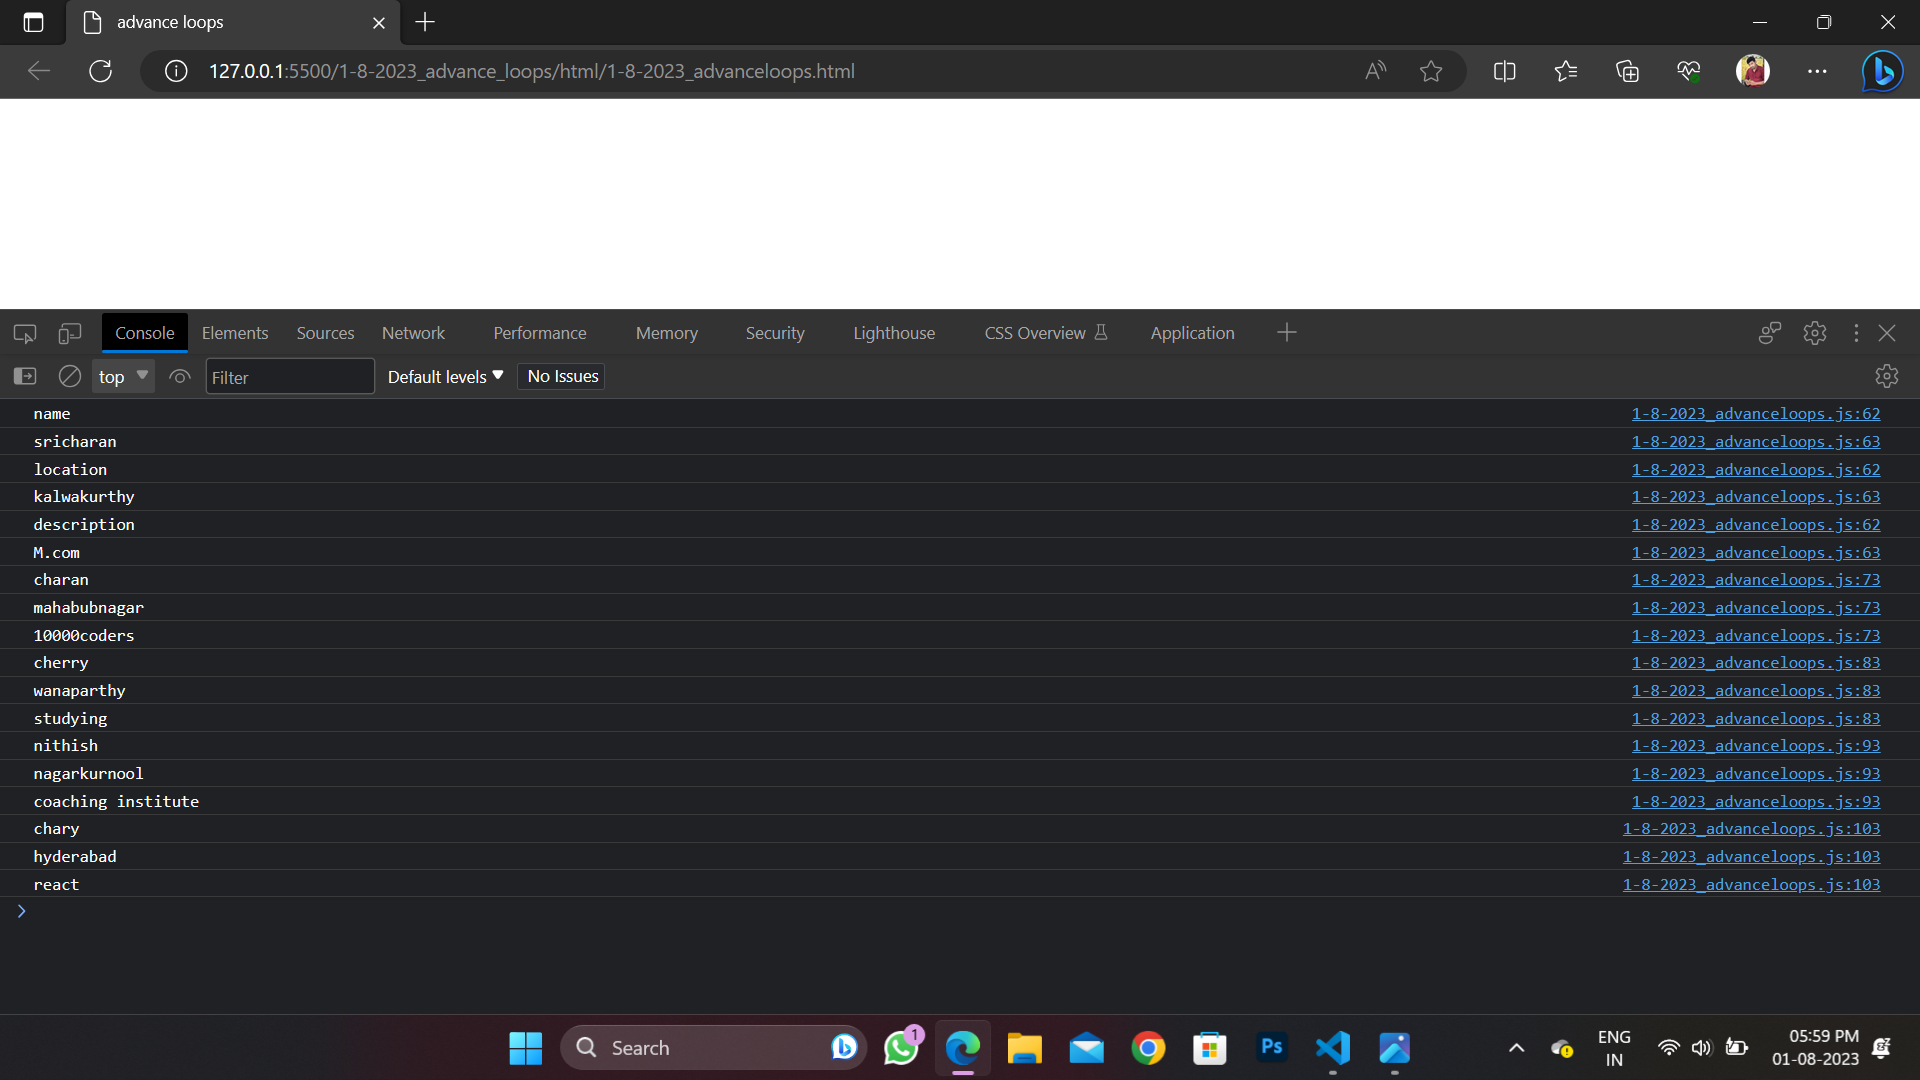 advance loops
127.0.0.1:5500/1-8-2023_advance_loops/html/1-8-2023_advanceloops.html
Console Elements Sources Network Performance Memory Security Lighthouse CSS Overview Application
top Filter Default levels No Issues
name 1-8-2023_advanceloops.js:62
sricharan 1-8-2023_advanceloops.js:63
location 1-8-2023_advanceloops.js:62
kalwakurthy 1-8-2023_advanceloops.js:63
description 1-8-2023_advanceloops.js:62
M.com 1-8-2023_advanceloops.js:63
charan 1-8-2023_advanceloops.js:73
mahabubnagar 1-8-2023_advanceloops.js:73
10000coders 1-8-2023_advanceloops.js:73
cherry 1-8-2023_advanceloops.js:83
wanaparthy 1-8-2023_advanceloops.js:83
studying 1-8-2023_advanceloops.js:83
nithish 1-8-2023_advanceloops.js:93
nagarkurnool 1-8-2023_advanceloops.js:93
coaching institute 1-8-2023_advanceloops.js:93
chary 1-8-2023_advanceloops.js:103
hyderabad 1-8-2023_advanceloops.js:103
react 1-8-2023_advanceloops.js:103
Search 1 Ps ENG 05:59 PM
IN 01-08-2023